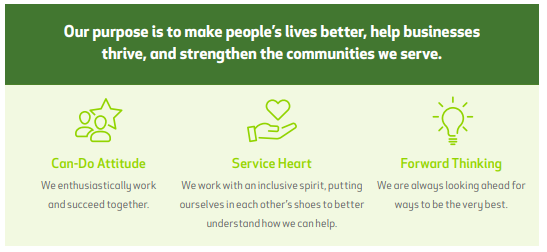 Our purpose is to make people's lives better, help businesses
thrive, and strengthen the communities we serve.
Can-Do Attitude
We enthusiastically work
and succeed together.
Service Heart
We work with an inclusive spirit, putting
ourselves in each other's shoes to better
understand how we can help.
Forward Thinking
We are always looking ahead for
ways to be the very best.